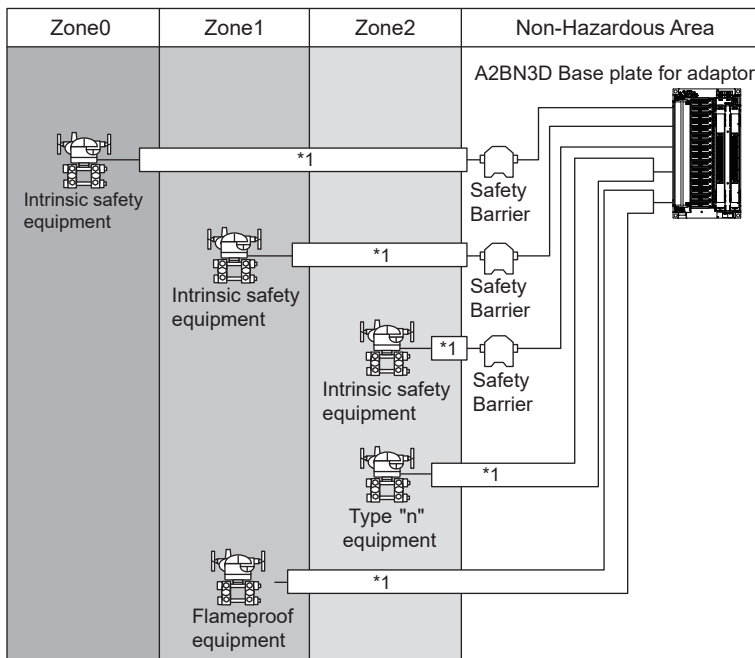 Zone0
Zone1
Zone2
Non-Hazardous Area
A2BN3D Base plate for adaptor
*1
Intrinsic safety
equipment
Safety
Barrier
*1
Intrinsic safety
equipment
Safety
Barrier
*1
Intrinsic safety
equipment
Safety
Barrier
*1
Type "n"
equipment
*1
Flameproof
equipment